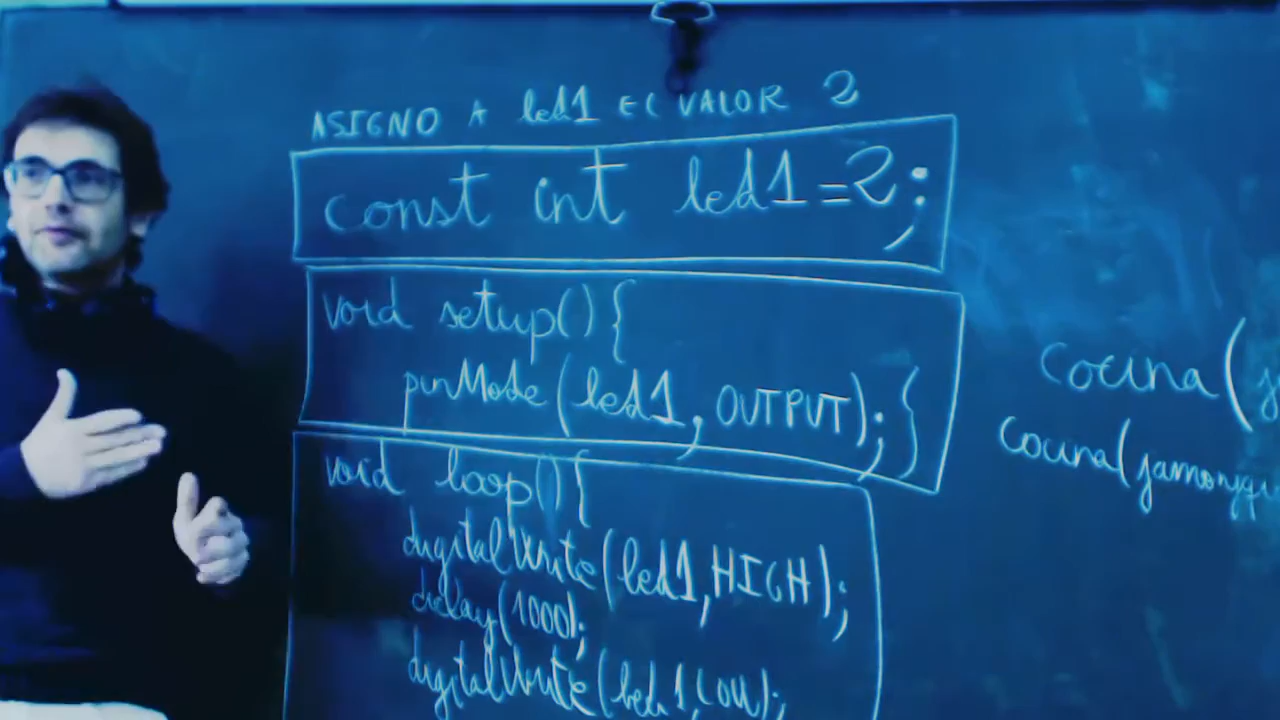 ASIGNO A led1 EL VALOR 2
const int led1=2;
void setup(){
pinMode(led1,OUTPUT);}
void loop(){
digitalWrite(led1,HIGH);
delay(1000);
digitalWrite(led1,LOW);
cocina(j
cocina(jamonyqu